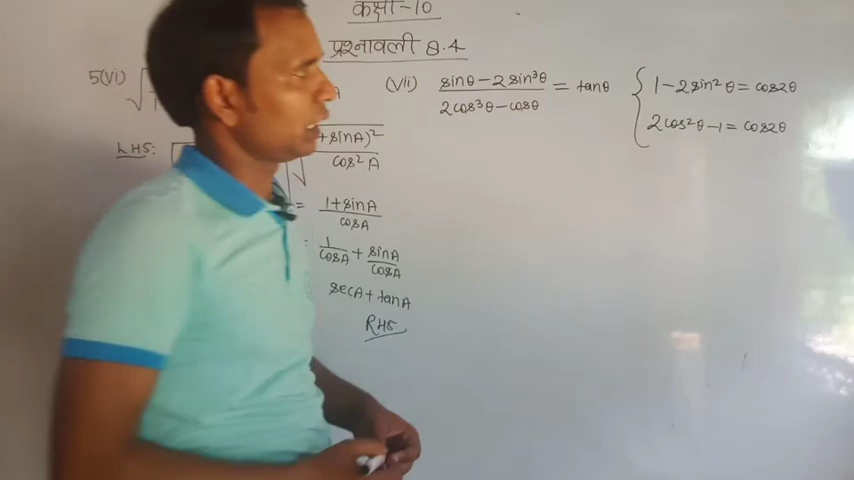 कक्षा-10
प्रश्नावली 8.4
5(vi) √
LHS:
+sinA)²
cos²A
= 1+sinA
cosA
= 1/cosA + sinA/cosA
secA + tanA
RHS
(vii) sinθ - 2sin³θ = tanθ
2cos³θ - cosθ
1-2sin²θ = cos2θ
2cos²θ-1 = cos2θ